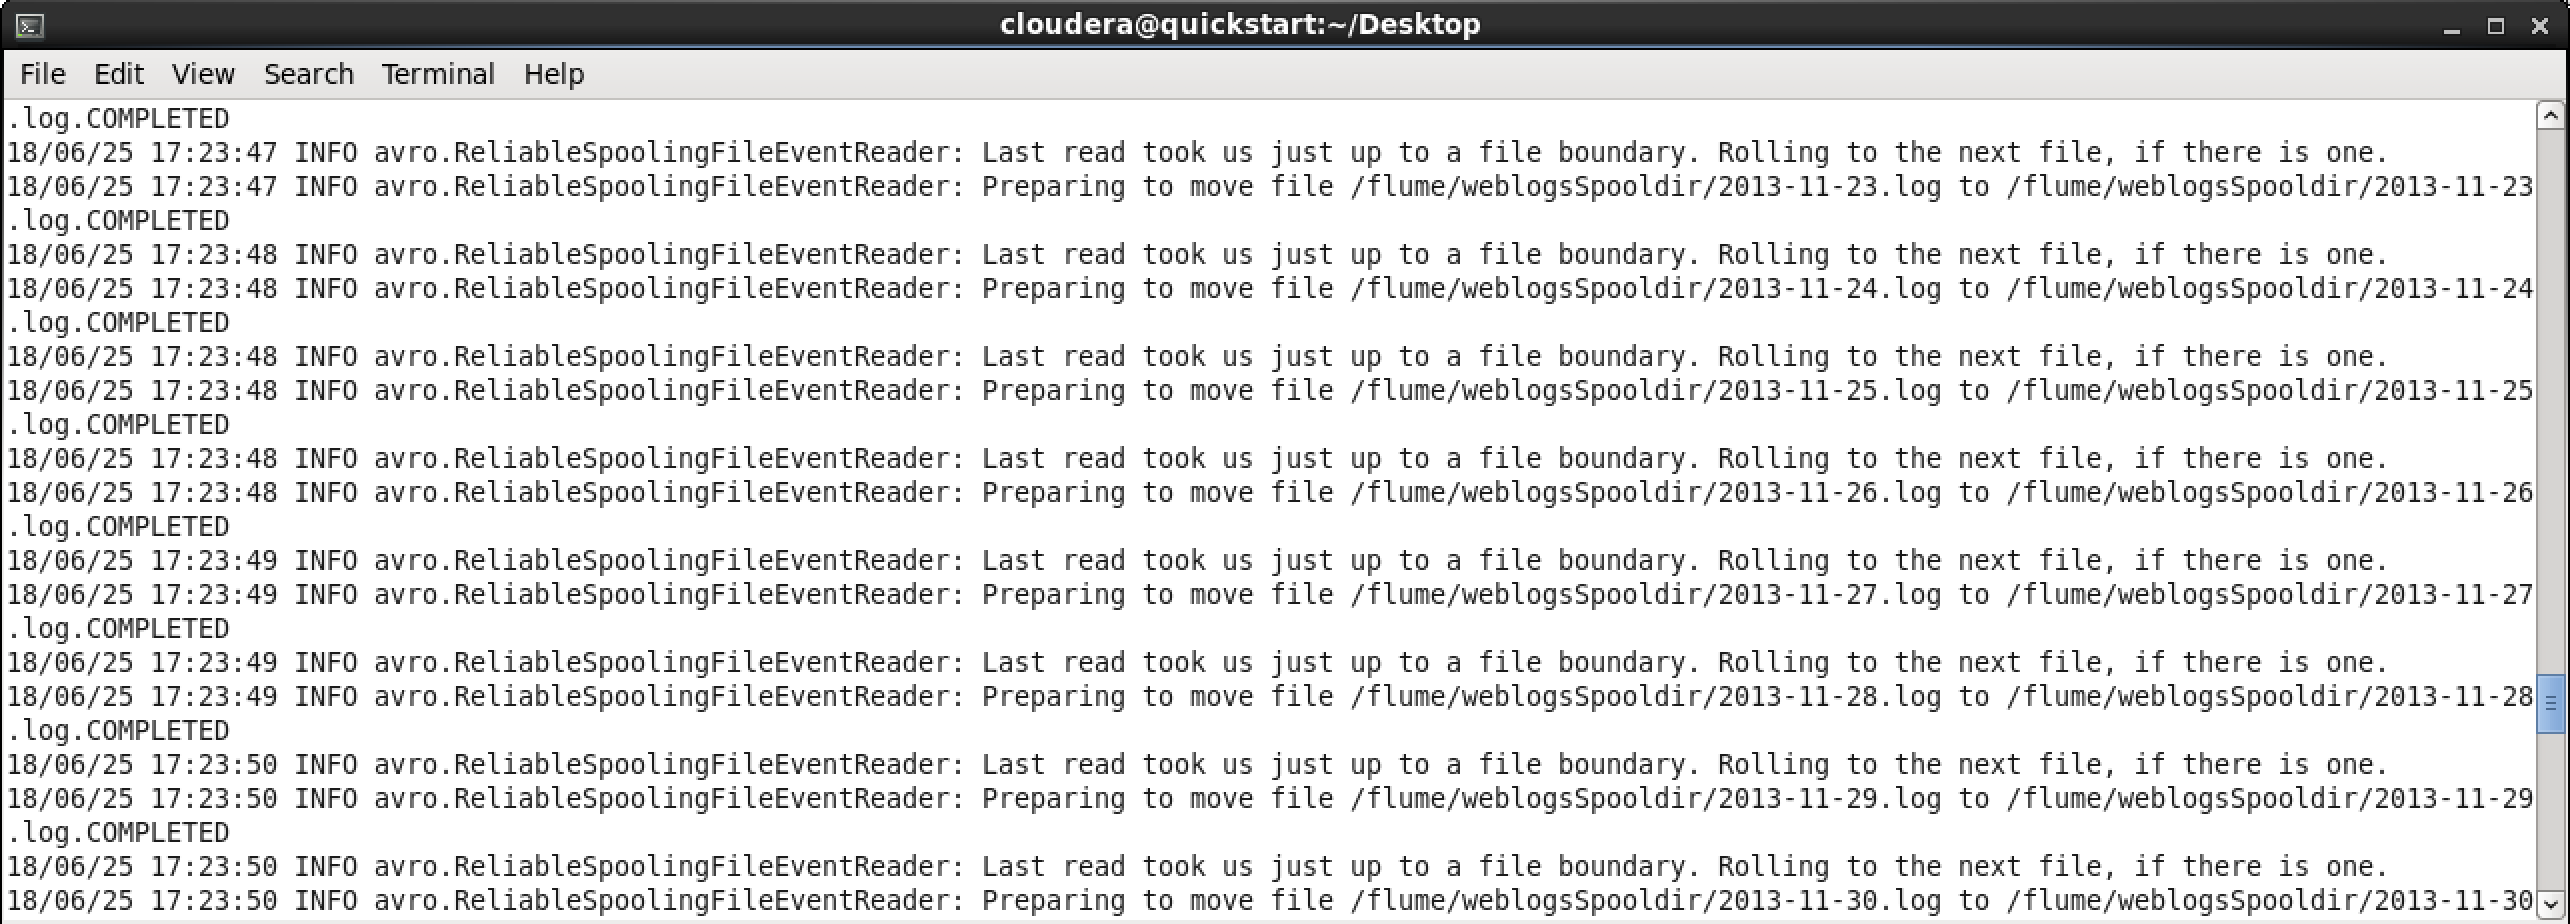 cloudera@quickstart:~/Desktop
File Edit View Search Terminal Help
.log.COMPLETED
18/06/25 17:23:47 INFO avro.ReliableSpoolingFileEventReader: Last read took us just up to a file boundary. Rolling to the next file, if there is one.
18/06/25 17:23:47 INFO avro.ReliableSpoolingFileEventReader: Preparing to move file /flume/weblogsSpooldir/2013-11-23.log to /flume/weblogsSpooldir/2013-11-23
.log.COMPLETED
18/06/25 17:23:48 INFO avro.ReliableSpoolingFileEventReader: Last read took us just up to a file boundary. Rolling to the next file, if there is one.
18/06/25 17:23:48 INFO avro.ReliableSpoolingFileEventReader: Preparing to move file /flume/weblogsSpooldir/2013-11-24.log to /flume/weblogsSpooldir/2013-11-24
.log.COMPLETED
18/06/25 17:23:48 INFO avro.ReliableSpoolingFileEventReader: Last read took us just up to a file boundary. Rolling to the next file, if there is one.
18/06/25 17:23:48 INFO avro.ReliableSpoolingFileEventReader: Preparing to move file /flume/weblogsSpooldir/2013-11-25.log to /flume/weblogsSpooldir/2013-11-25
.log.COMPLETED
18/06/25 17:23:48 INFO avro.ReliableSpoolingFileEventReader: Last read took us just up to a file boundary. Rolling to the next file, if there is one.
18/06/25 17:23:48 INFO avro.ReliableSpoolingFileEventReader: Preparing to move file /flume/weblogsSpooldir/2013-11-26.log to /flume/weblogsSpooldir/2013-11-26
.log.COMPLETED
18/06/25 17:23:49 INFO avro.ReliableSpoolingFileEventReader: Last read took us just up to a file boundary. Rolling to the next file, if there is one.
18/06/25 17:23:49 INFO avro.ReliableSpoolingFileEventReader: Preparing to move file /flume/weblogsSpooldir/2013-11-27.log to /flume/weblogsSpooldir/2013-11-27
.log.COMPLETED
18/06/25 17:23:49 INFO avro.ReliableSpoolingFileEventReader: Last read took us just up to a file boundary. Rolling to the next file, if there is one.
18/06/25 17:23:49 INFO avro.ReliableSpoolingFileEventReader: Preparing to move file /flume/weblogsSpooldir/2013-11-28.log to /flume/weblogsSpooldir/2013-11-28
.log.COMPLETED
18/06/25 17:23:50 INFO avro.ReliableSpoolingFileEventReader: Last read took us just up to a file boundary. Rolling to the next file, if there is one.
18/06/25 17:23:50 INFO avro.ReliableSpoolingFileEventReader: Preparing to move file /flume/weblogsSpooldir/2013-11-29.log to /flume/weblogsSpooldir/2013-11-29
.log.COMPLETED
18/06/25 17:23:50 INFO avro.ReliableSpoolingFileEventReader: Last read took us just up to a file boundary. Rolling to the next file, if there is one.
18/06/25 17:23:50 INFO avro.ReliableSpoolingFileEventReader: Preparing to move file /flume/weblogsSpooldir/2013-11-30.log to /flume/weblogsSpooldir/2013-11-30